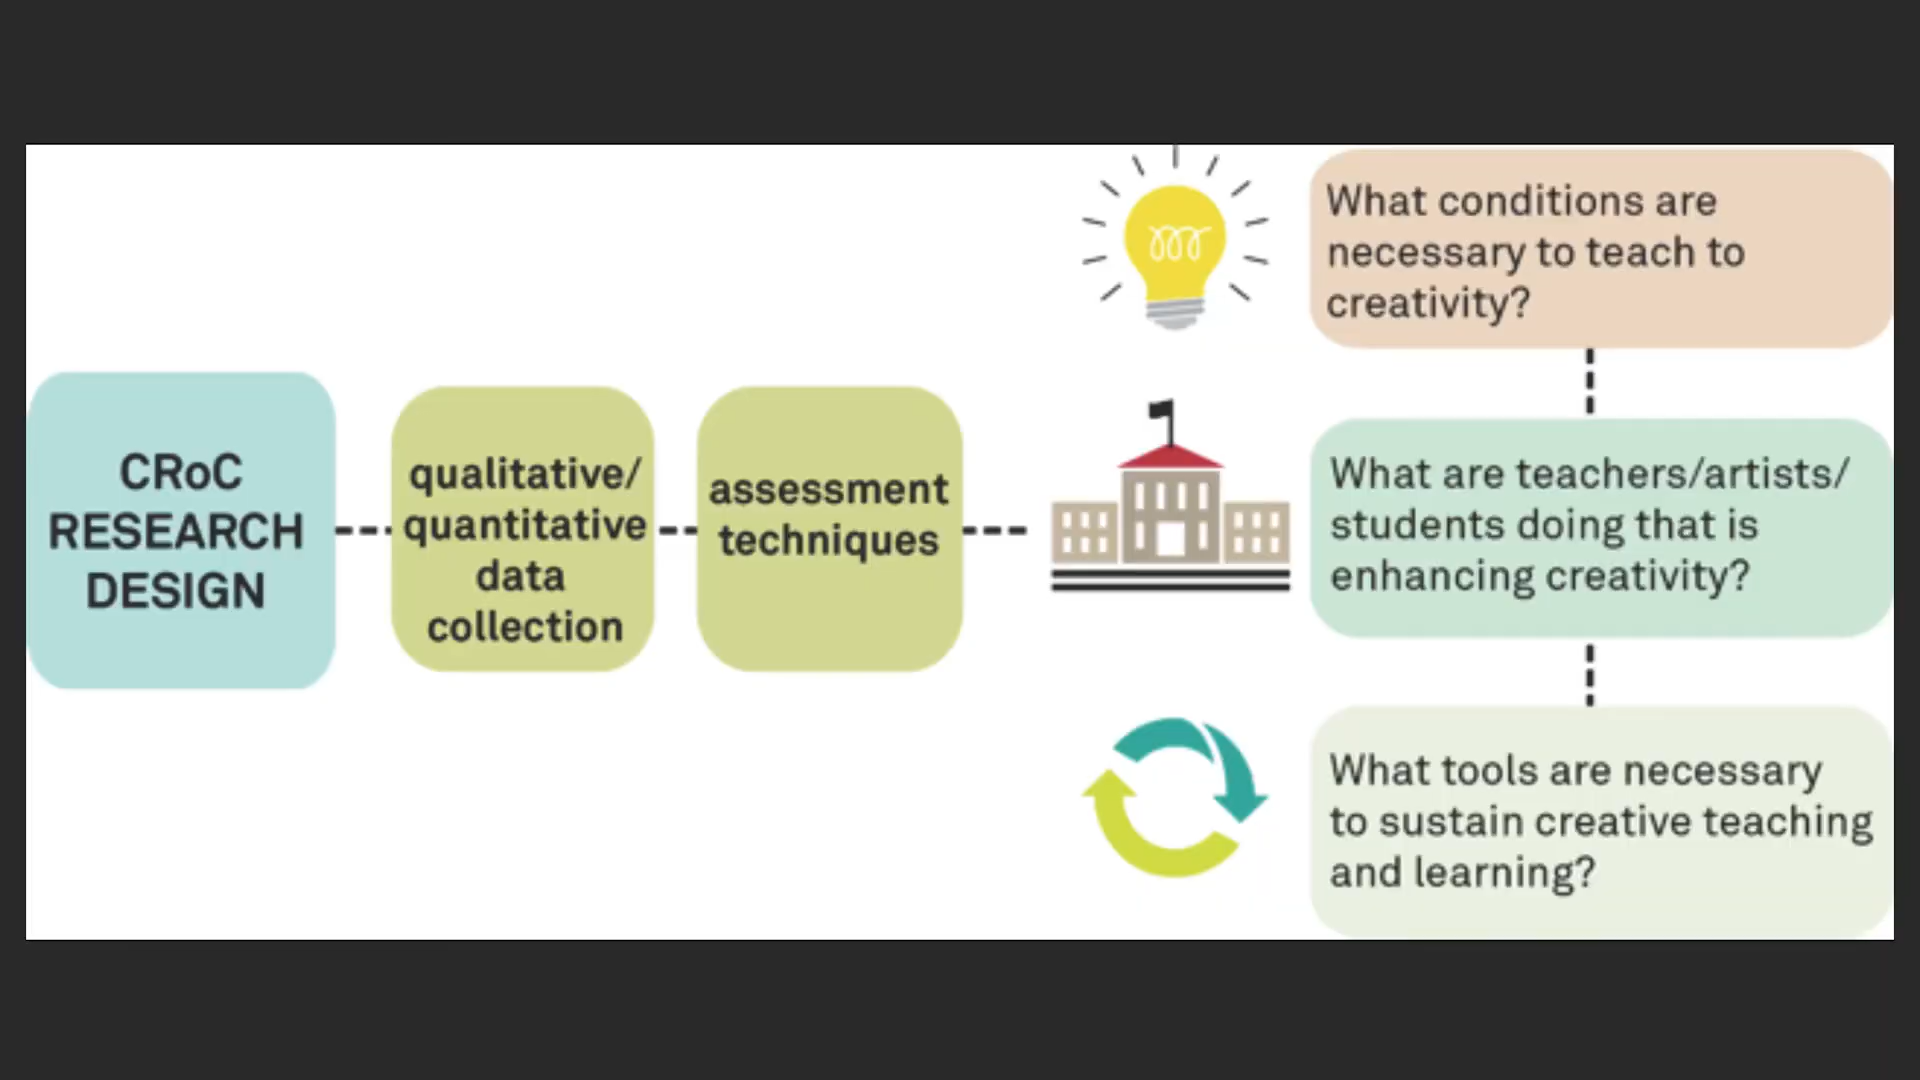 CRoC
RESEARCH
DESIGN
qualitative/
quantitative
data
collection
assessment
techniques
What conditions are
necessary to teach to
creativity?
What are teachers/artists/
students doing that is
enhancing creativity?
What tools are necessary
to sustain creative teaching
and learning?